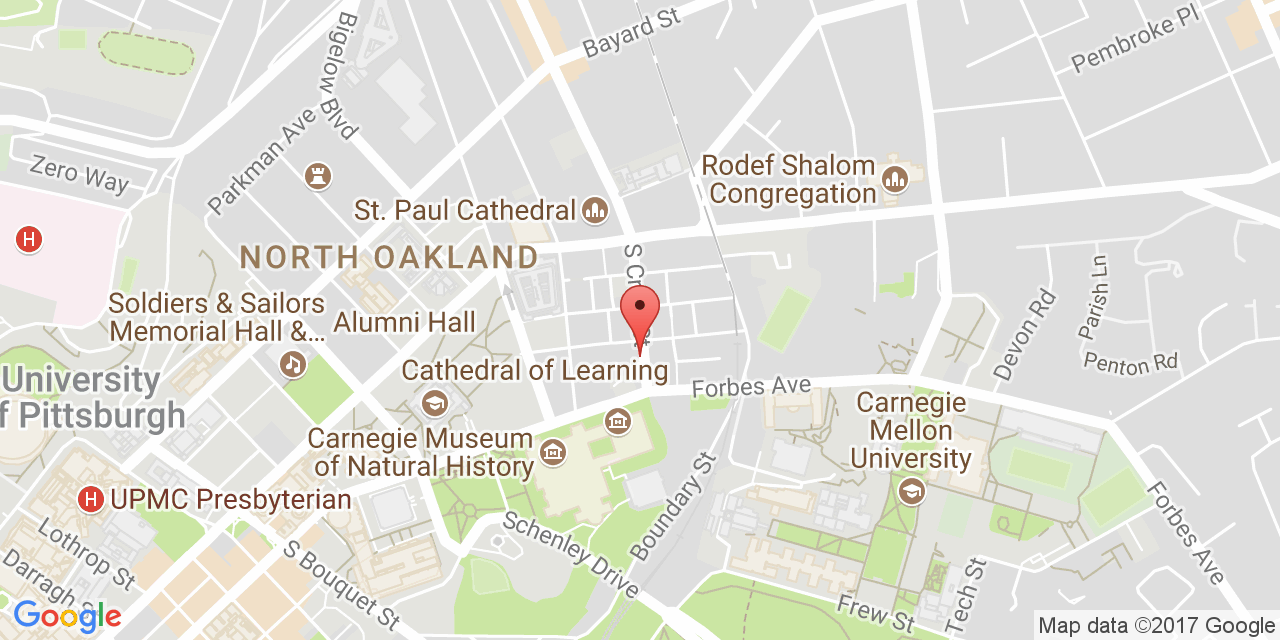 Bayard St
Pembroke Pl
Bigelow Blvd
Parkman Ave
Zero Way
Rodef Shalom
Congregation
St. Paul Cathedral
NORTH OAKLAND
S Cr
H
Soldiers & Sailors
Memorial Hall &...
Alumni Hall
Parish Ln
Devon Rd
Penton Rd
Cathedral of Learning
University
f Pittsburgh
Forbes Ave
Carnegie
Mellon
University
Carnegie Museum
of Natural History
H
UPMC Presbyterian
Boundary St
Schenley Drive
Forbes Ave
Lothrop St
S Bouquet St
Darragh S
Tech St
Frew St
Google
Map data ©2017 Google